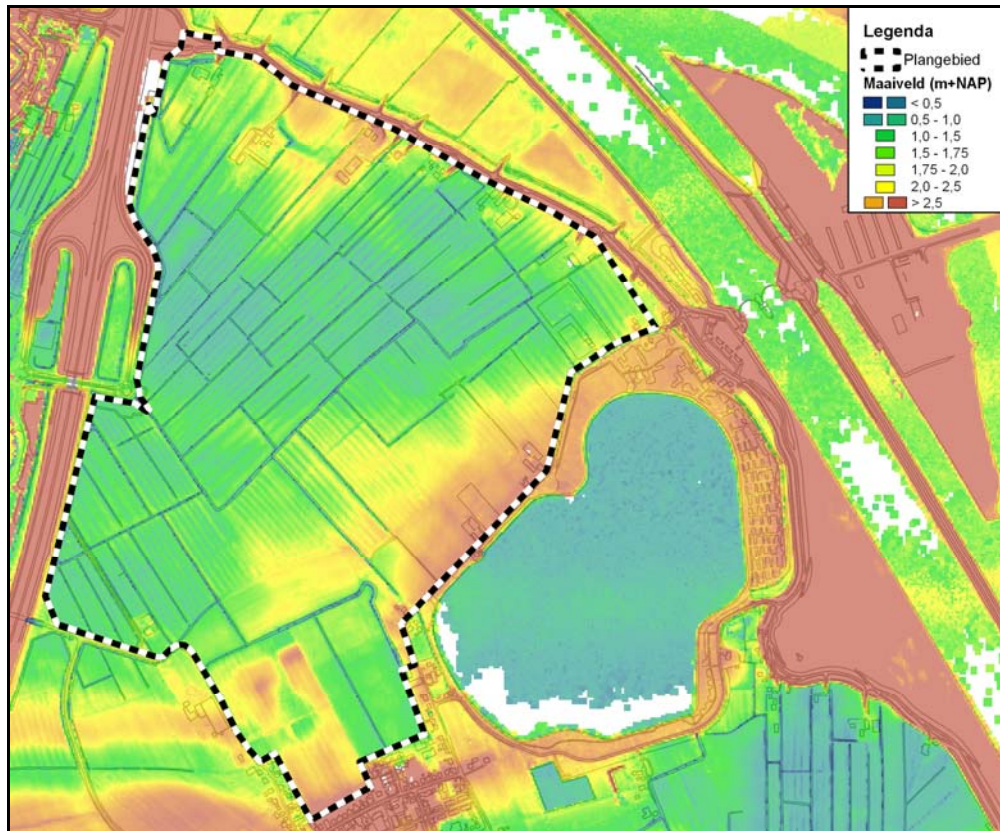 Legenda
Plangebied
Maaiveld (m+NAP)
< 0,5
0,5 - 1,0
1,0 - 1,5
1,5 - 1,75
1,75 - 2,0
2,0 - 2,5
> 2,5